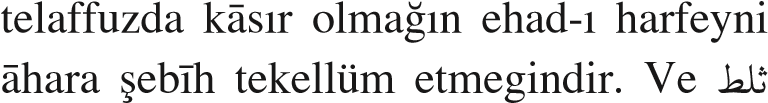 telaffuzda kāsır olmağın ehad-ı harfeyni
āhara şebīh tekellüm etmegindir. Ve ثلط